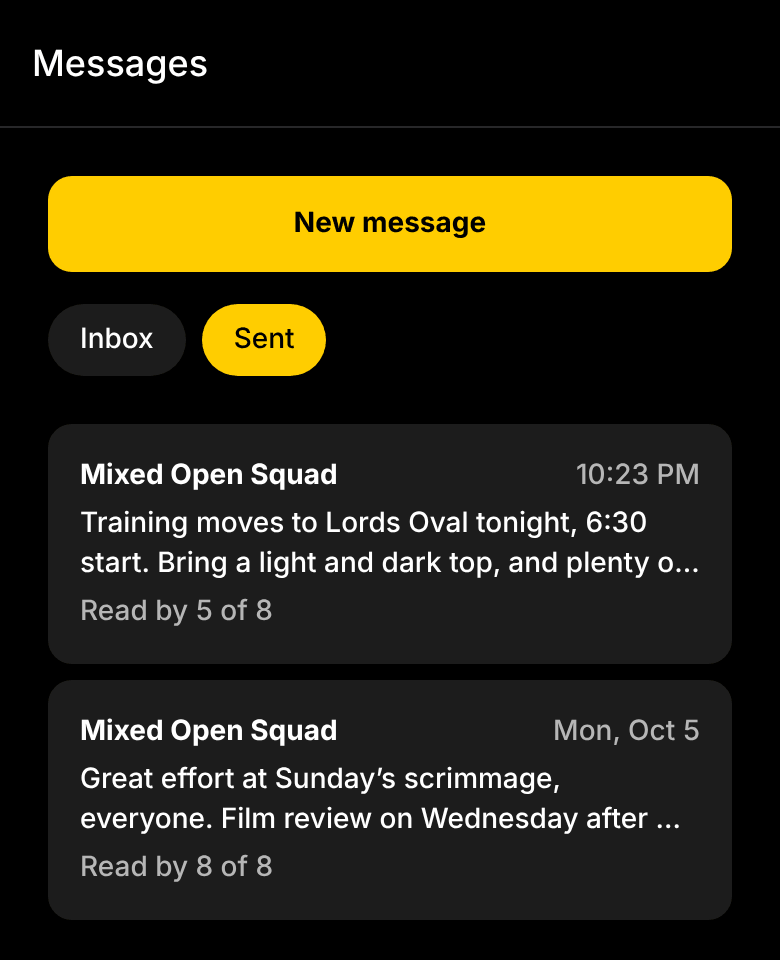 Messages
New message
Inbox
Sent
Mixed Open Squad
10:23 PM
Training moves to Lords Oval tonight, 6:30
start. Bring a light and dark top, and plenty o...
Read by 5 of 8
Mixed Open Squad
Mon, Oct 5
Great effort at Sunday’s scrimmage,
everyone. Film review on Wednesday after ...
Read by 8 of 8